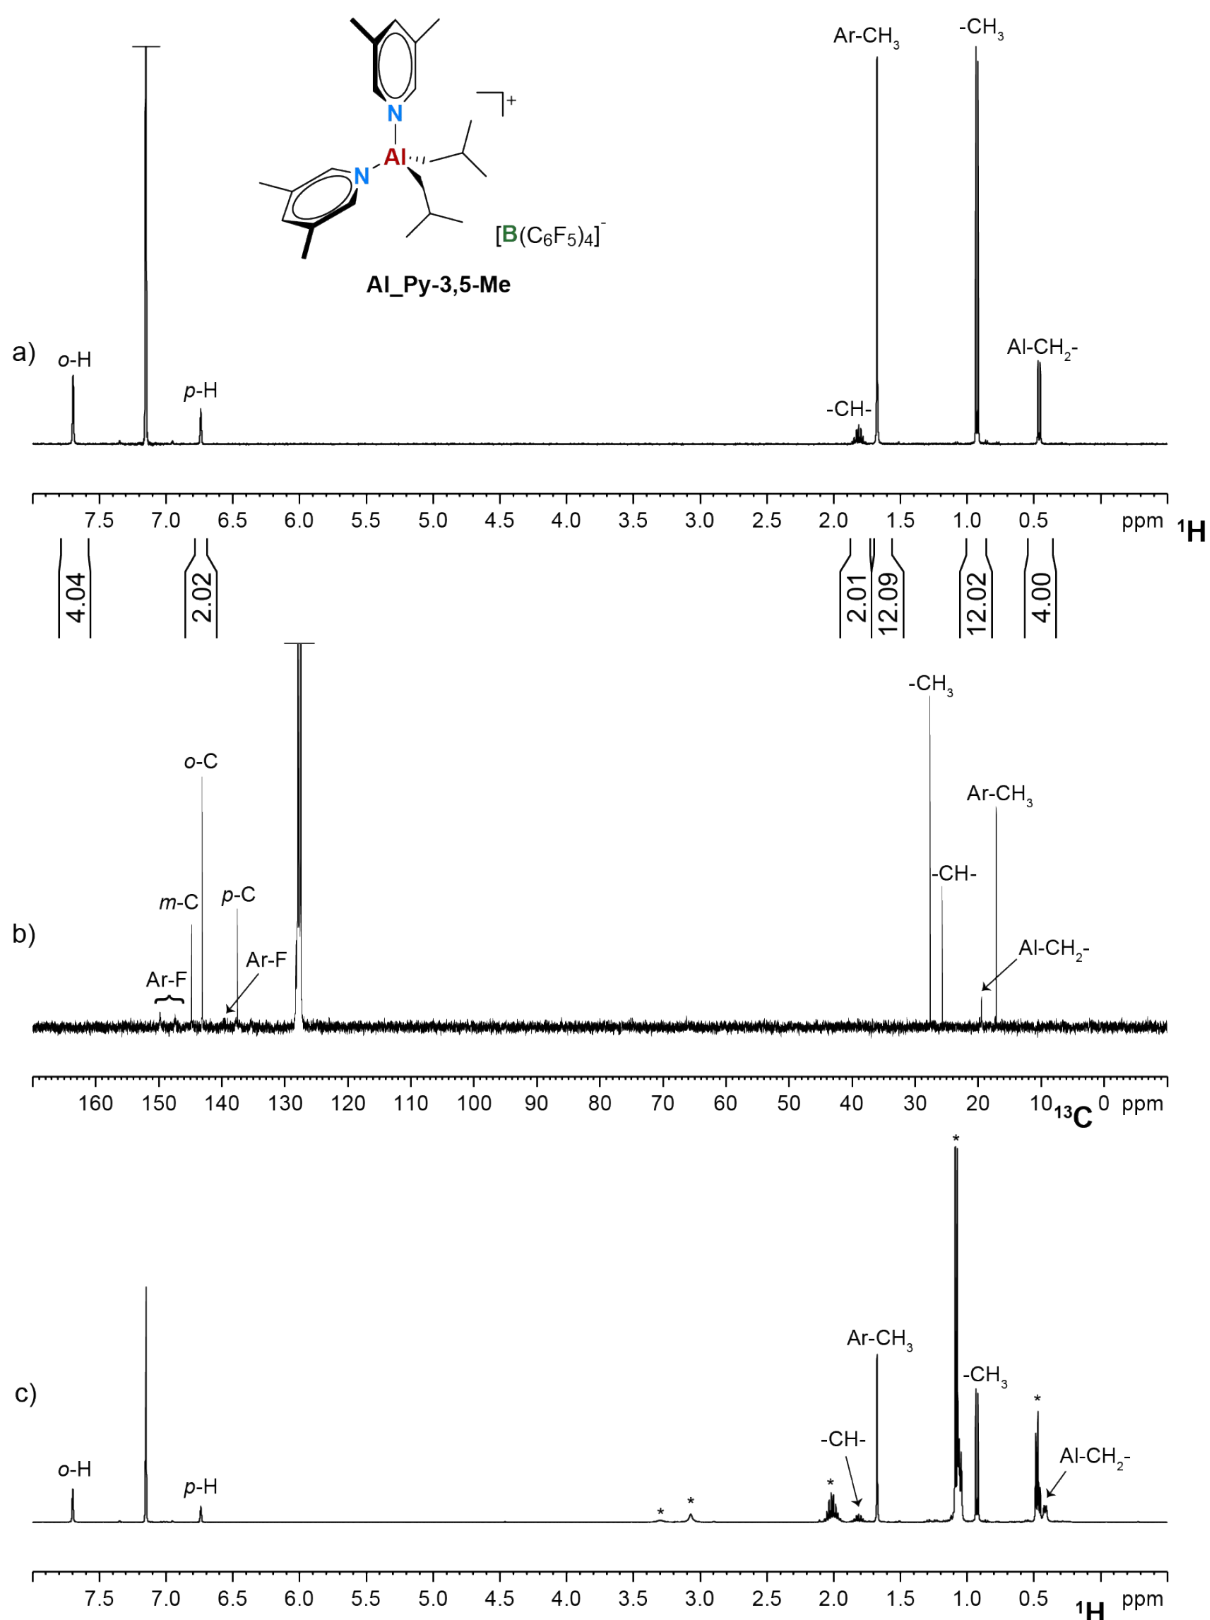 Ar-CH₃
-CH₃
N
⁺
Al
N
[B(C₆F₅)₄]⁻
Al_Py-3,5-Me
a)
o-H
p-H
-CH-
Al-CH₂-
7.5 7.0 6.5 6.0 5.5 5.0 4.5 4.0 3.5 3.0 2.5 2.0 1.5 1.0 0.5 ppm ¹H
4.04 2.02 2.01 12.09 12.02 4.00
-CH₃
o-C
Ar-CH₃
m-C
p-C
-CH-
b)
Ar-F
Ar-F
Al-CH₂-
160 150 140 130 120 110 100 90 80 70 60 50 40 30 20 10 0 ppm
¹³C
*
Ar-CH₃
-CH₃
c)
*
-CH-
Al-CH₂-
o-H
p-H
* * *
7.5 7.0 6.5 6.0 5.5 5.0 4.5 4.0 3.5 3.0 2.5 2.0 1.5 1.0 0.5 ppm
¹H